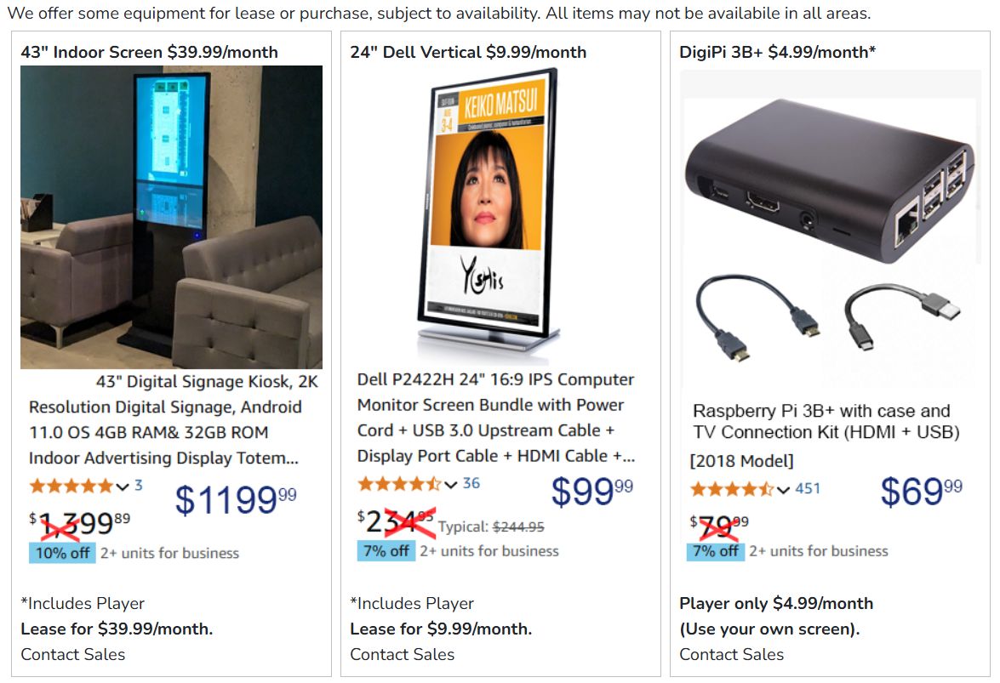 We offer some equipment for lease or purchase, subject to availability. All items may not be availabile in all areas.
43" Indoor Screen $39.99/month
43" Digital Signage Kiosk, 2K
Resolution Digital Signage, Android
11.0 OS 4GB RAM& 32GB ROM
Indoor Advertising Display Totem...
3
$1199.99
$1,399.89
10% off 2+ units for business
*Includes Player
Lease for $39.99/month.
Contact Sales
24" Dell Vertical $9.99/month
SAT-SUN
AUG
3-4
KEIKO MATSUI
Yoshi's
Dell P2422H 24" 16:9 IPS Computer
Monitor Screen Bundle with Power
Cord + USB 3.0 Upstream Cable +
Display Port Cable + HDMI Cable +...
36
$99.99
$234.95 Typical: $244.95
7% off 2+ units for business
*Includes Player
Lease for $9.99/month.
Contact Sales
DigiPi 3B+ $4.99/month*
Raspberry Pi 3B+ with case and
TV Connection Kit (HDMI + USB)
[2018 Model]
451
$69.99
$79.99
7% off 2+ units for business
Player only $4.99/month
(Use your own screen).
Contact Sales